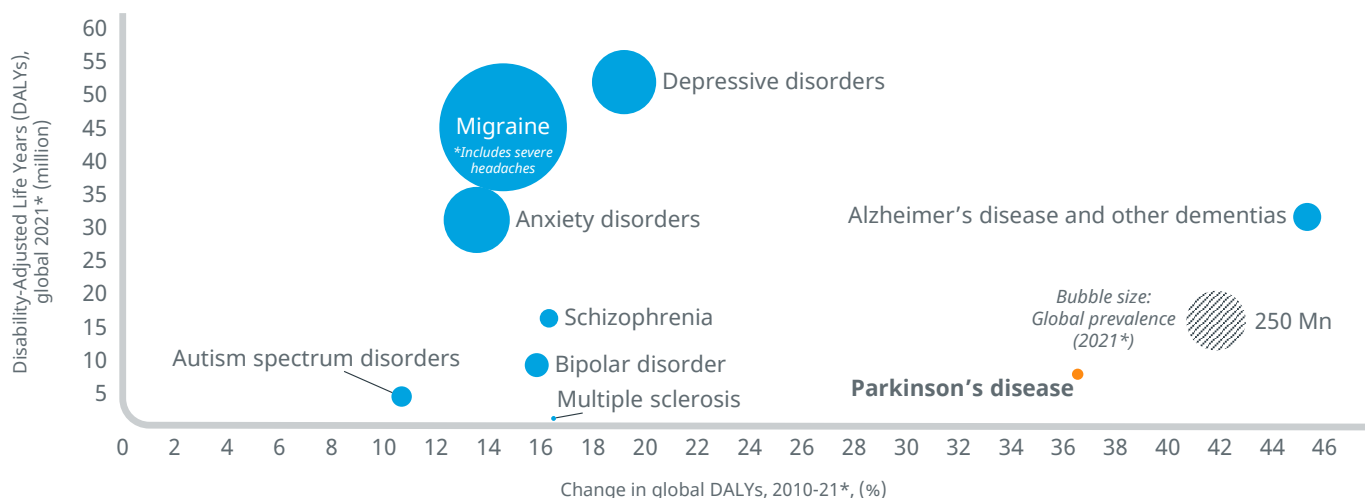 Disability-Adjusted Life Years (DALYs),
global 2021* (million)
60
55
50
45
40
35
30
25
20
15
10
5
Depressive disorders
Migraine
*Includes severe
headaches
Anxiety disorders
Alzheimer’s disease and other dementias
Schizophrenia
Bubble size:
Global prevalence
(2021*)
250 Mn
Autism spectrum disorders
Bipolar disorder
Parkinson’s disease
Multiple sclerosis
0 2 4 6 8 10 12 14 16 18 20 22 24 26 28 30 32 34 36 38 40 42 44 46
Change in global DALYs, 2010-21*, (%)